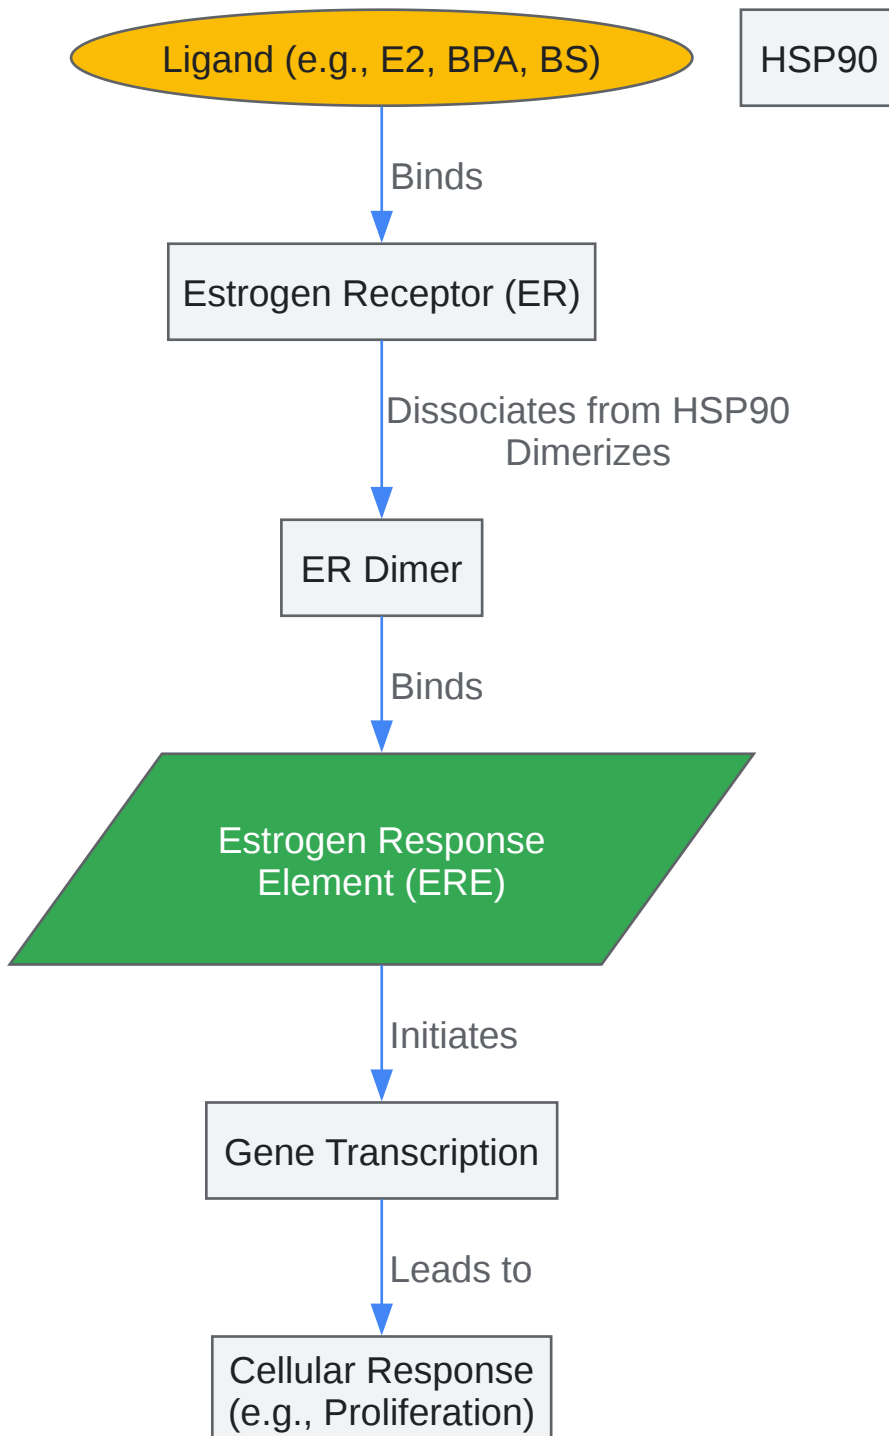 Ligand (e.g., E2, BPA, BS)
HSP90
Binds
Estrogen Receptor (ER)
Dissociates from HSP90
Dimerizes
ER Dimer
Binds
Estrogen Response
Element (ERE)
Initiates
Gene Transcription
Leads to
Cellular Response
(e.g., Proliferation)